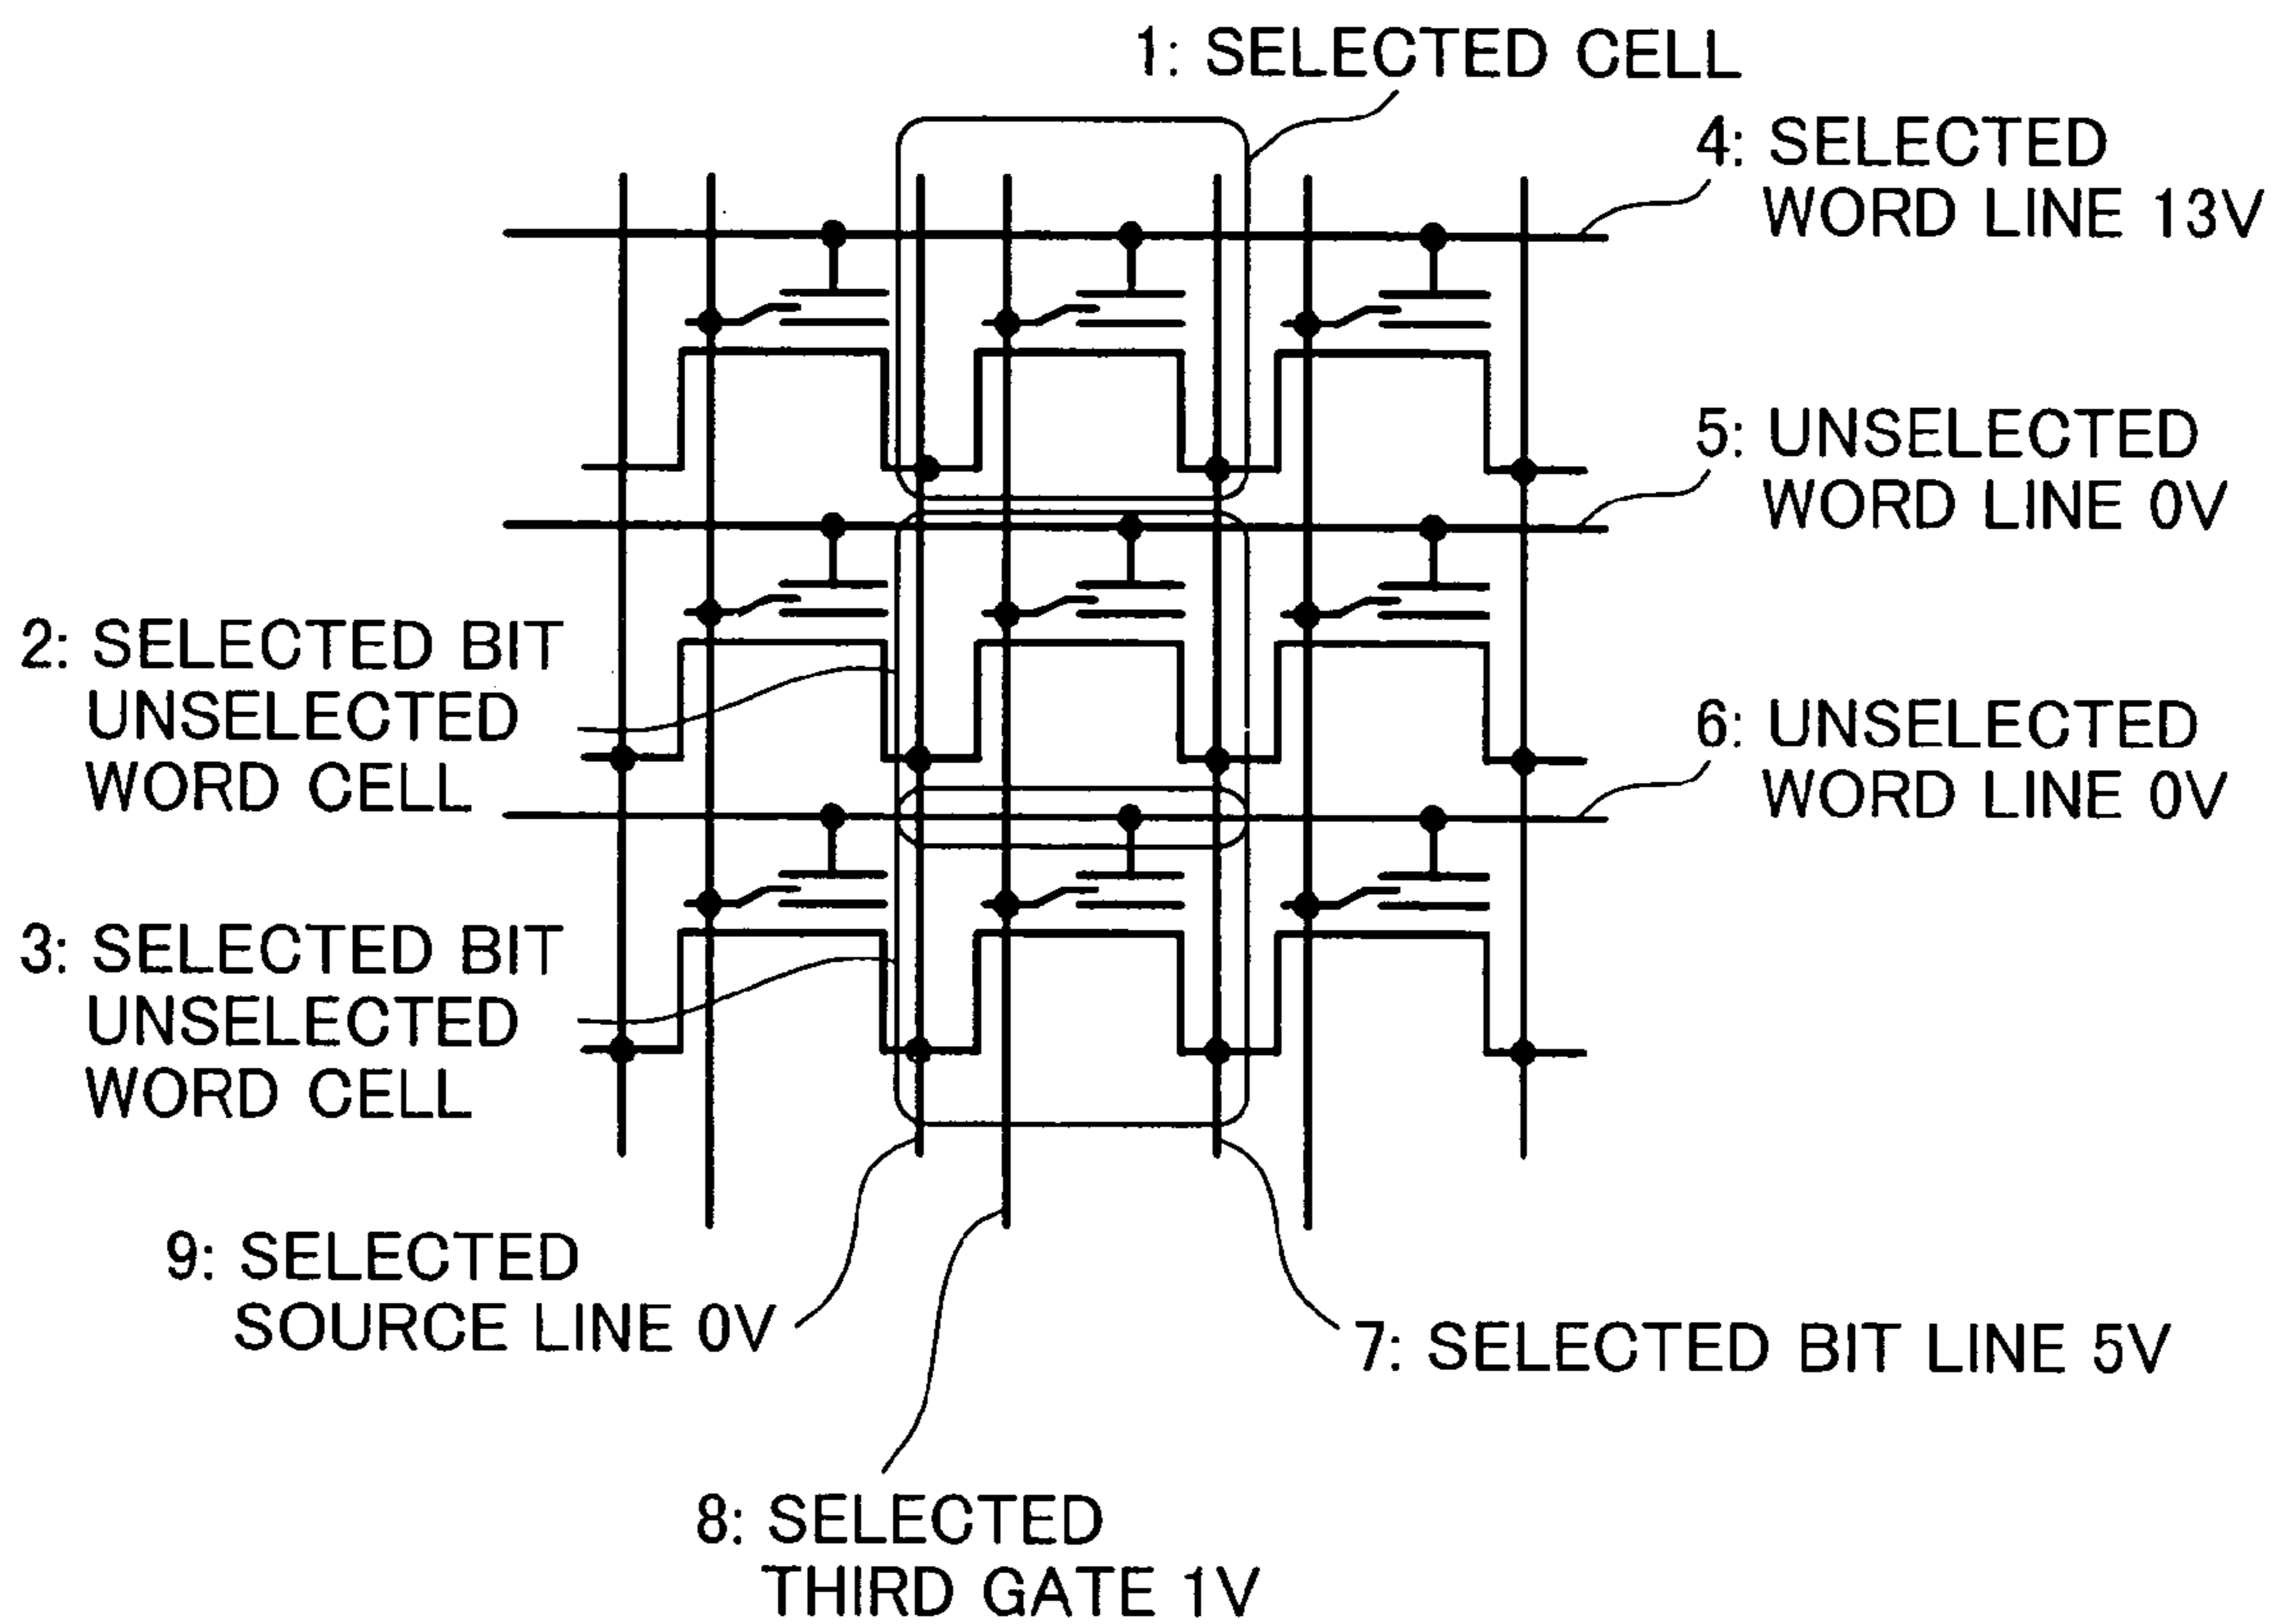 1: SELECTED CELL
4: SELECTED
WORD LINE 13V
5: UNSELECTED
WORD LINE 0V
2: SELECTED BIT
UNSELECTED
WORD CELL
6: UNSELECTED
WORD LINE 0V
3: SELECTED BIT
UNSELECTED
WORD CELL
9: SELECTED
SOURCE LINE 0V
7: SELECTED BIT LINE 5V
8: SELECTED
THIRD GATE 1V